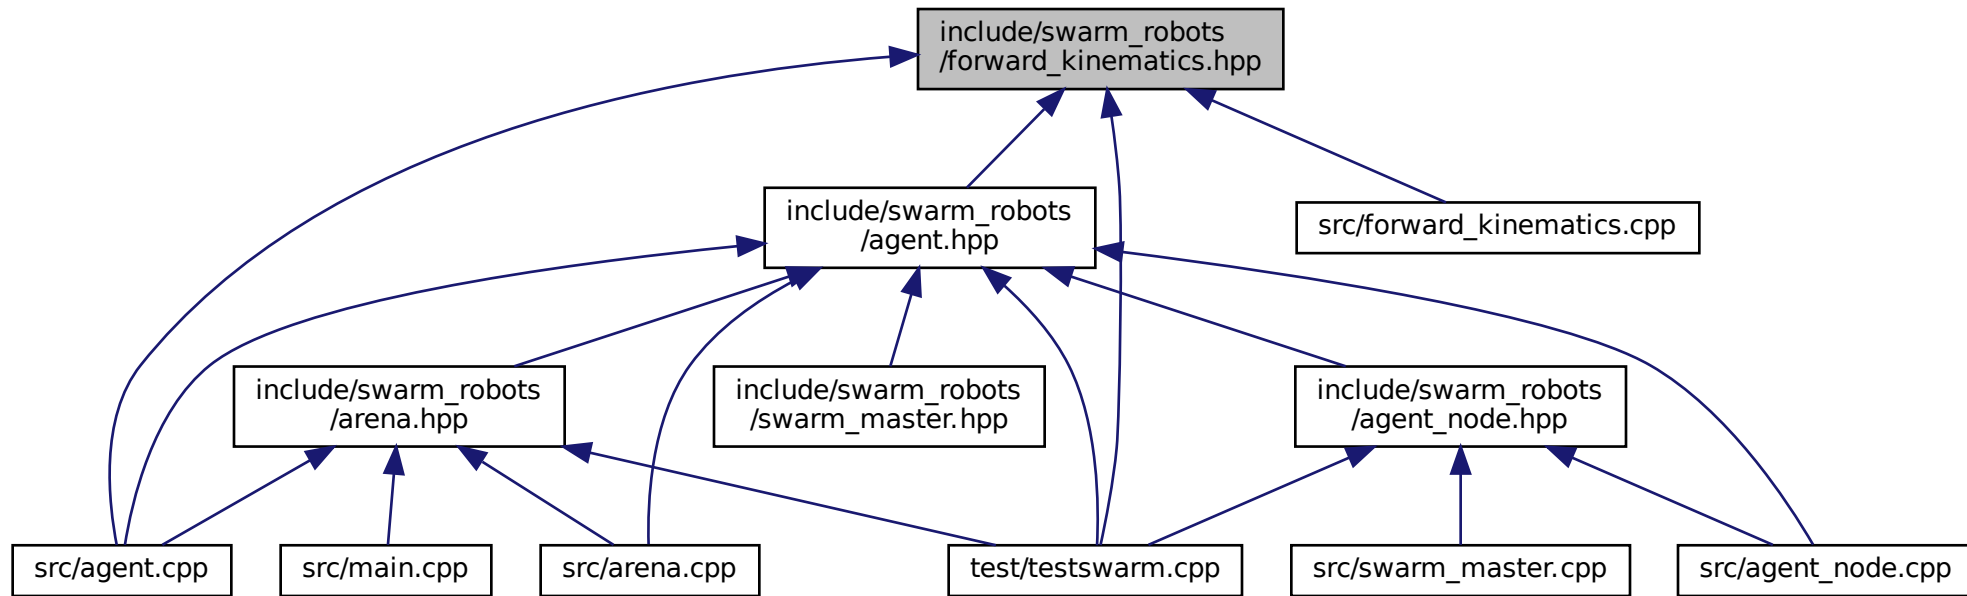 include/swarm_robots
/forward_kinematics.hpp
include/swarm_robots
/agent.hpp
src/forward_kinematics.cpp
include/swarm_robots
/arena.hpp
include/swarm_robots
/swarm_master.hpp
include/swarm_robots
/agent_node.hpp
src/agent.cpp
src/main.cpp
src/arena.cpp
test/testswarm.cpp
src/swarm_master.cpp
src/agent_node.cpp